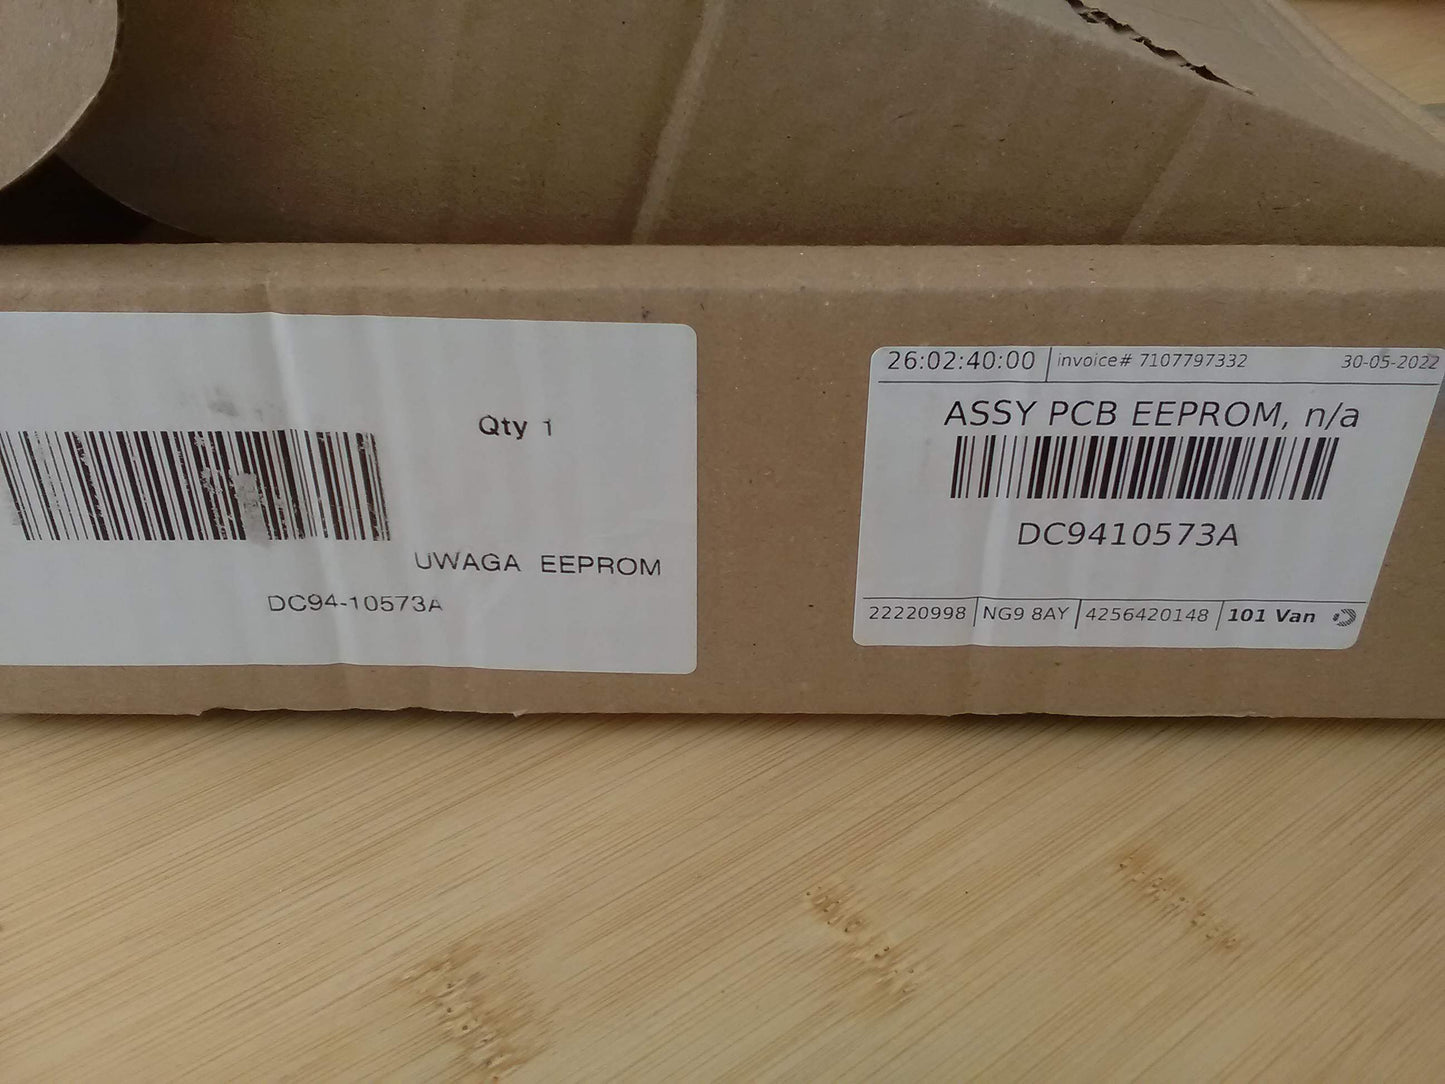 Qty 1
UWAGA EEPROM
DC94-10573A
26:02:40:00 invoice# 7107797332 30-05-2022
ASSY PCB EEPROM, n/a
DC9410573A
22220998 NG9 8AY 4256420148 101 Van